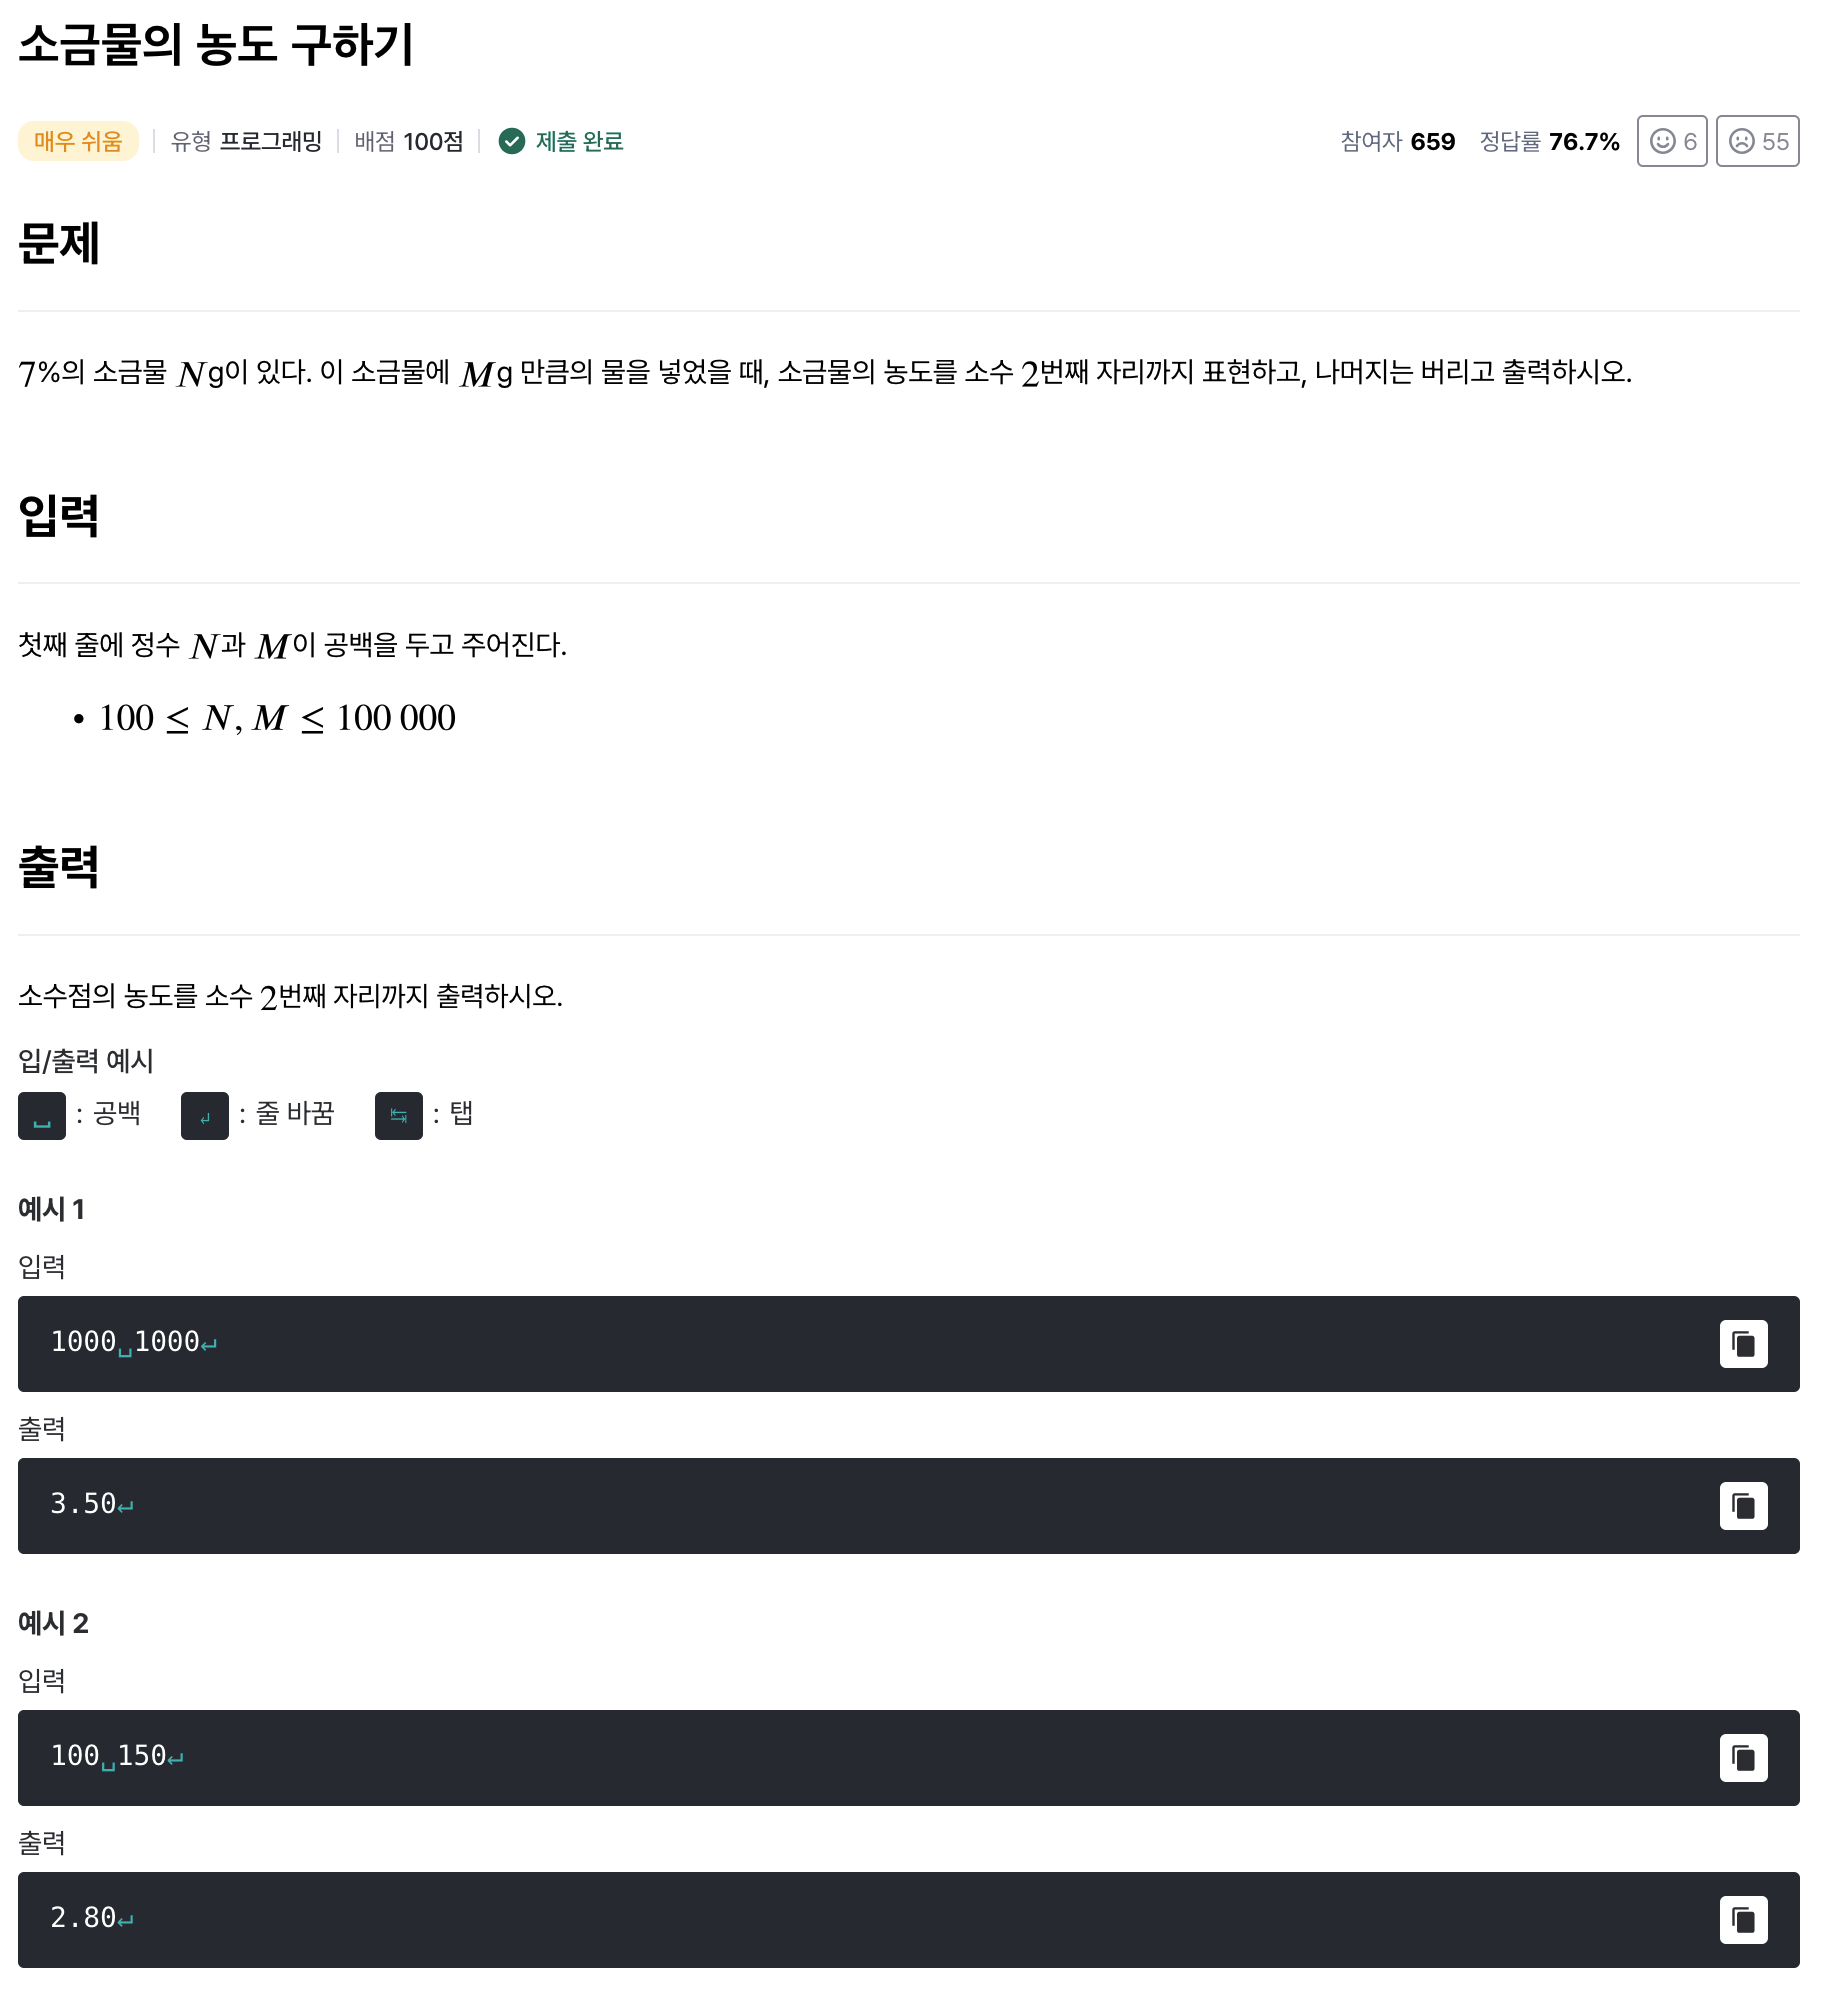 소금물의 농도 구하기
매우 쉬움 유형 프로그래밍 배점 100점 제출 완료 참여자 659 정답률 76.7% 6 55
문제
7%의 소금물 Ng이 있다. 이 소금물에 Mg 만큼의 물을 넣었을 때, 소금물의 농도를 소수 2번째 자리까지 표현하고, 나머지는 버리고 출력하시오.
입력
첫째 줄에 정수 N과 M이 공백을 두고 주어진다.
• 100 ≤ N, M ≤ 100 000
출력
소수점의 농도를 소수 2번째 자리까지 출력하시오.
입/출력 예시
␣ : 공백 ↵ : 줄 바꿈 ↹ : 탭
예시 1
입력
1000␣1000↵
출력
3.50↵
예시 2
입력
100␣150↵
출력
2.80↵